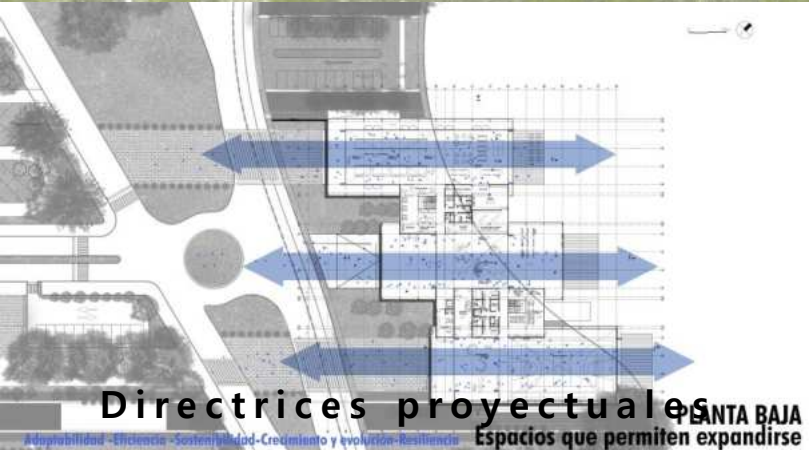 Directrices proyectuales
PLANTA BAJA
Adaptabilidad -Eficiencia -Sostenibilidad-Crecimiento y evolución-Resiliencia
Espacios que permiten expandirse